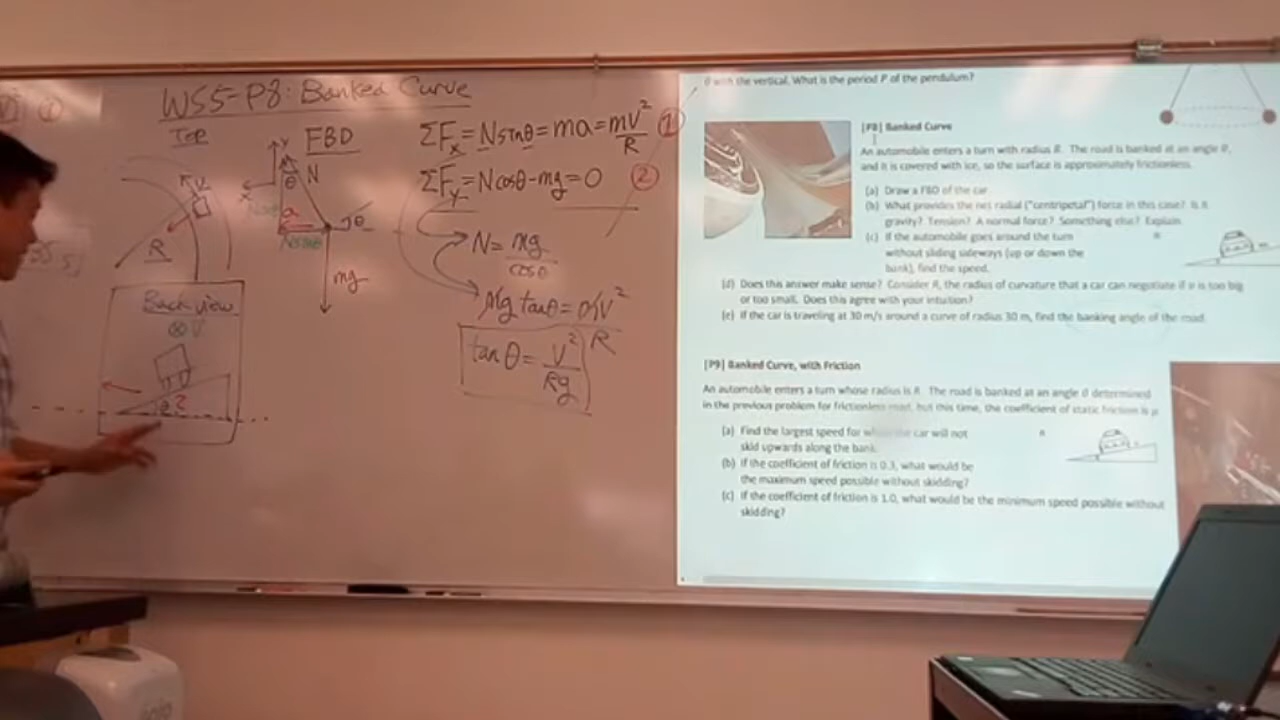 WS5-P8: Banked Curve
Top
FBD
y
x
θ
N
V
R
a
Nsinθ
θ
mg
Back view
⊗ V
θ
ΣFx = Nsinθ = ma = mv²/R ①
ΣFy = Ncosθ - mg = 0 ②
N = mg/cosθ
mg tanθ = mv²/R
tanθ = v²/Rg
θ with the vertical. What is the period P of the pendulum?
[P8] Banked Curve
An automobile enters a turn with radius R. The road is banked at an angle θ,
and it is covered with ice, so the surface is approximately frictionless.
(a) Draw a FBD of the car
(b) What provides the net radial ("centripetal") force in this case? Is it
gravity? Tension? A normal force? Something else? Explain
(c) If the automobile goes around the turn
without sliding sideways (up or down the
bank), find the speed.
(d) Does this answer make sense? Consider R, the radius of curvature that a car can negotiate if v is too big
or too small. Does this agree with your intuition?
(e) If the car is traveling at 30 m/s around a curve of radius 30 m, find the banking angle of the road.
[P9] Banked Curve, with Friction
An automobile enters a turn whose radius is R. The road is banked at an angle θ determined
in the previous problem for frictionless road, but this time, the coefficient of static friction is μ
(a) Find the largest speed for which the car will not
skid upwards along the bank.
(b) If the coefficient of friction is 0.3, what would be
the maximum speed possible without skidding?
(c) If the coefficient of friction is 1.0, what would be the minimum speed possible without
skidding?